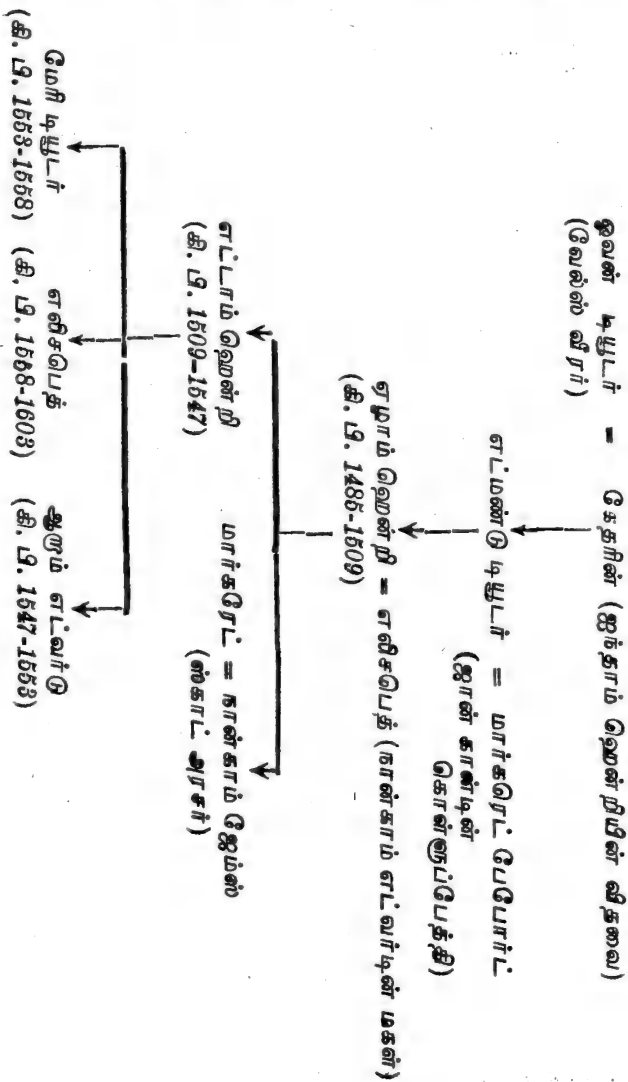 ஓவன் டியூடர் = கேதரின் (ஐந்தாம் ஹென்றியின் விதவை)
(வேல்ஸ் வீரர்)
எட்மண்டு டியூடர் = மார்கரெட் பேபோர்ட்
(ஜான் காண்டின்
கொள்ளுப்பேத்தி)
ஏழாம் ஹென்றி = எலிசபெத் (நான்காம் எட்வர்டின் மகள்)
(கி. பி. 1485-1509)
எட்டாம் ஹென்றி மார்கரேட் = நான்காம் ஜேம்ஸ்
(கி. பி. 1509-1547) (ஸ்காட் அரசர்)
மேரி டியூடர் எலிசபெத் ஆறாம் எட்வர்டு
(கி. பி. 1553-1558) (கி. பி. 1558-1603) (கி. பி. 1547-1553)